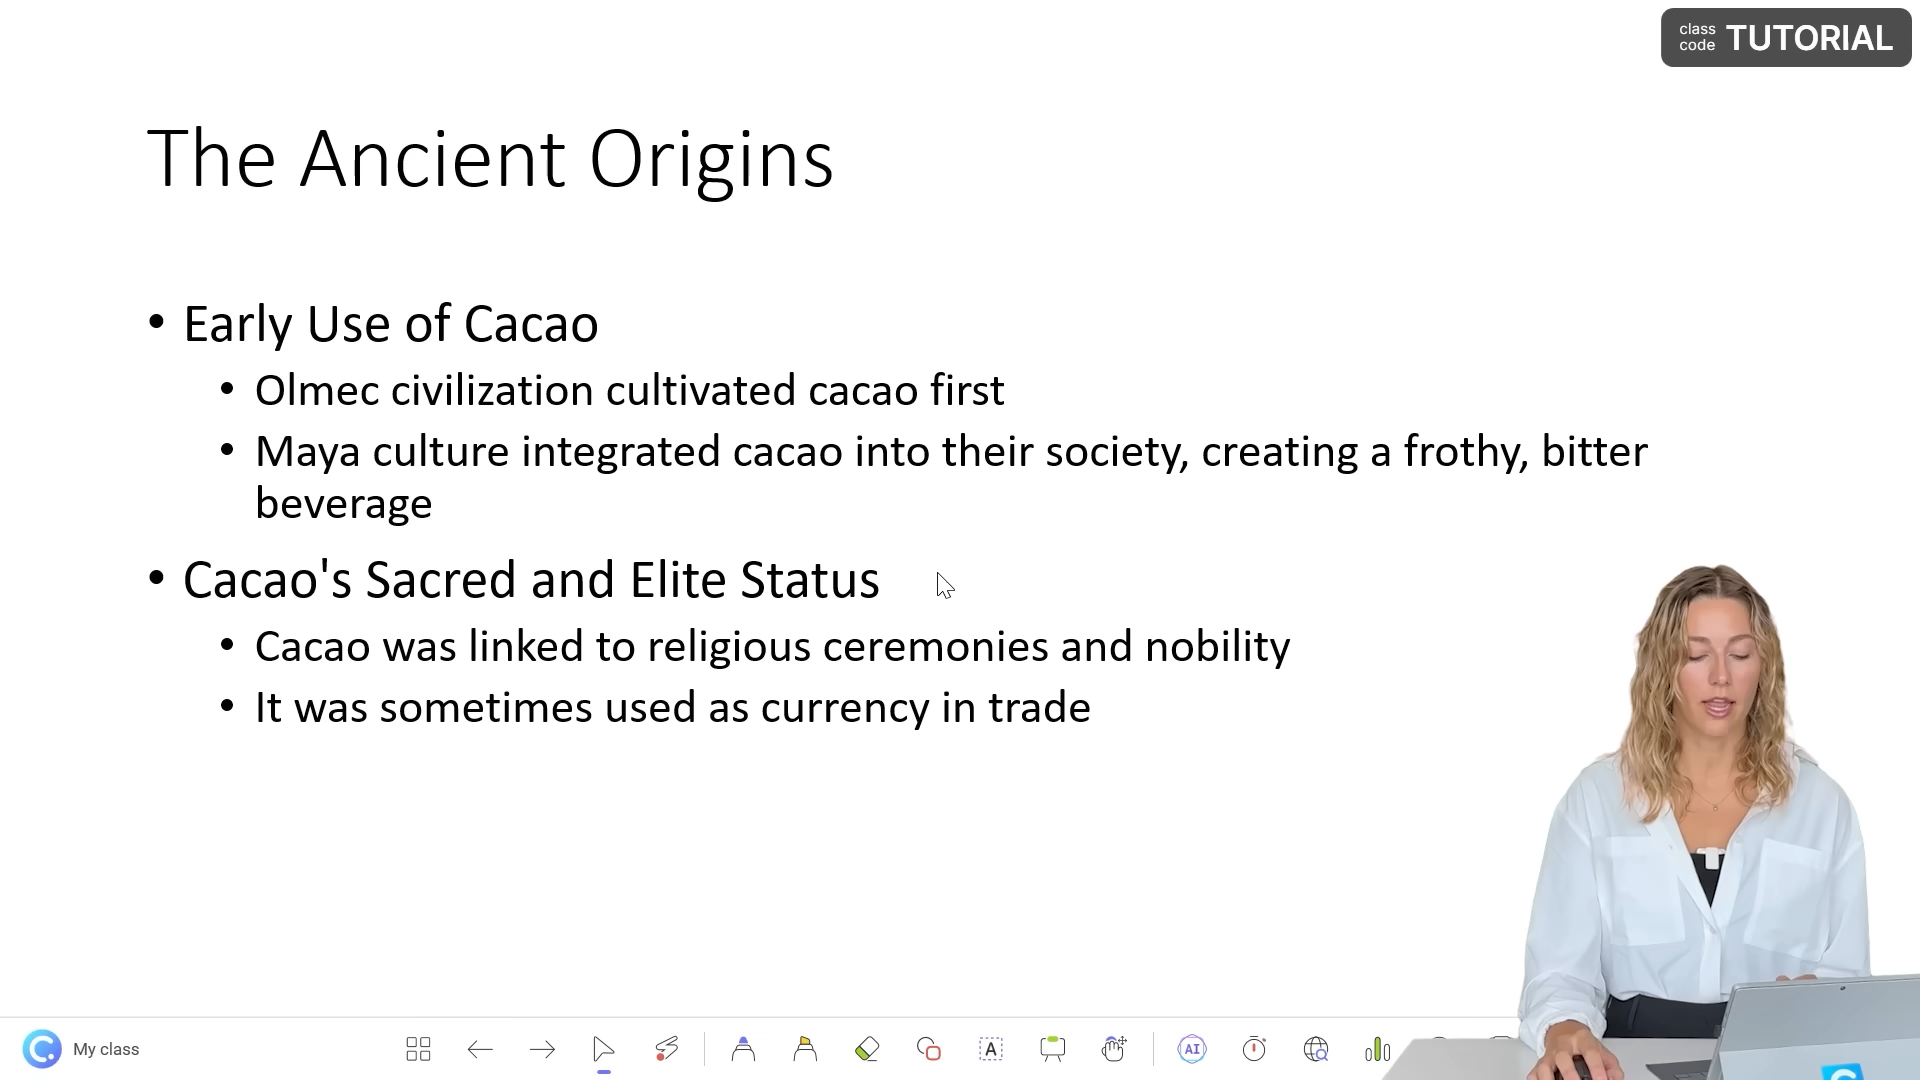 class
code TUTORIAL
The Ancient Origins
• Early Use of Cacao
• Olmec civilization cultivated cacao first
• Maya culture integrated cacao into their society, creating a frothy, bitter
beverage
• Cacao's Sacred and Elite Status
• Cacao was linked to religious ceremonies and nobility
• It was sometimes used as currency in trade
My class
A
AI